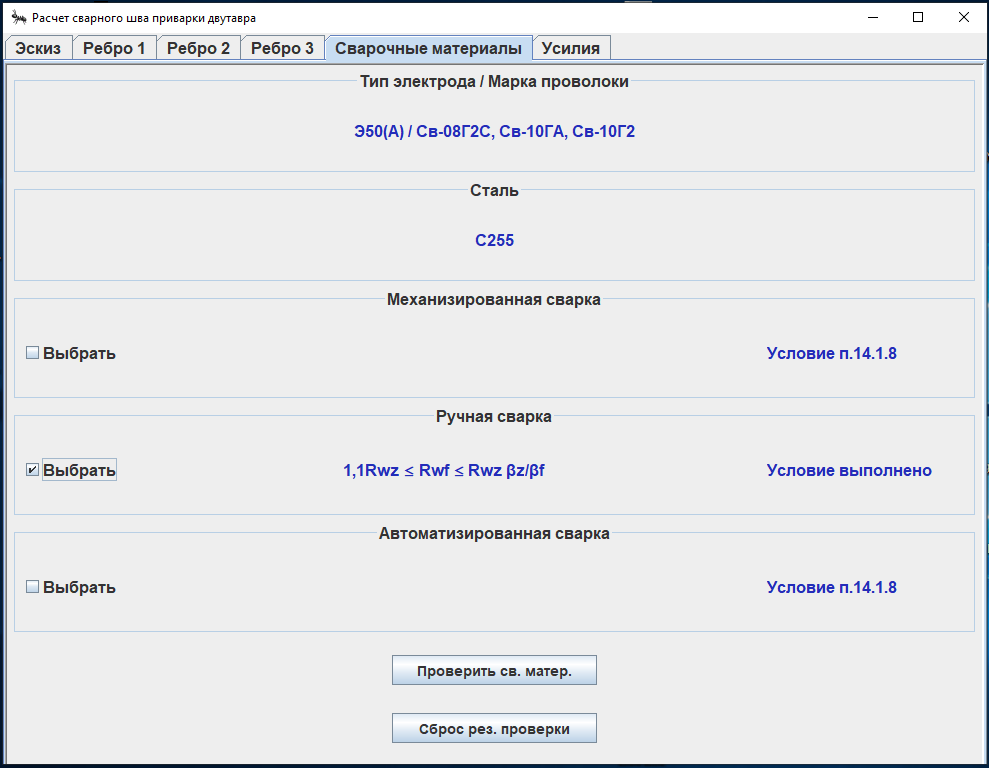 Расчет сварного шва приварки двутавра
Эскиз Ребро 1 Ребро 2 Ребро 3 Сварочные материалы Усилия
Тип электрода / Марка проволоки
Э50(А) / Св-08Г2С, Св-10ГА, Св-10Г2
Сталь
С255
Механизированная сварка
Выбрать Условие п.14.1.8
Ручная сварка
Выбрать 1,1Rwz ≤ Rwf ≤ Rwz βz/βf Условие выполнено
Автоматизированная сварка
Выбрать Условие п.14.1.8
Проверить св. матер.
Сброс рез. проверки